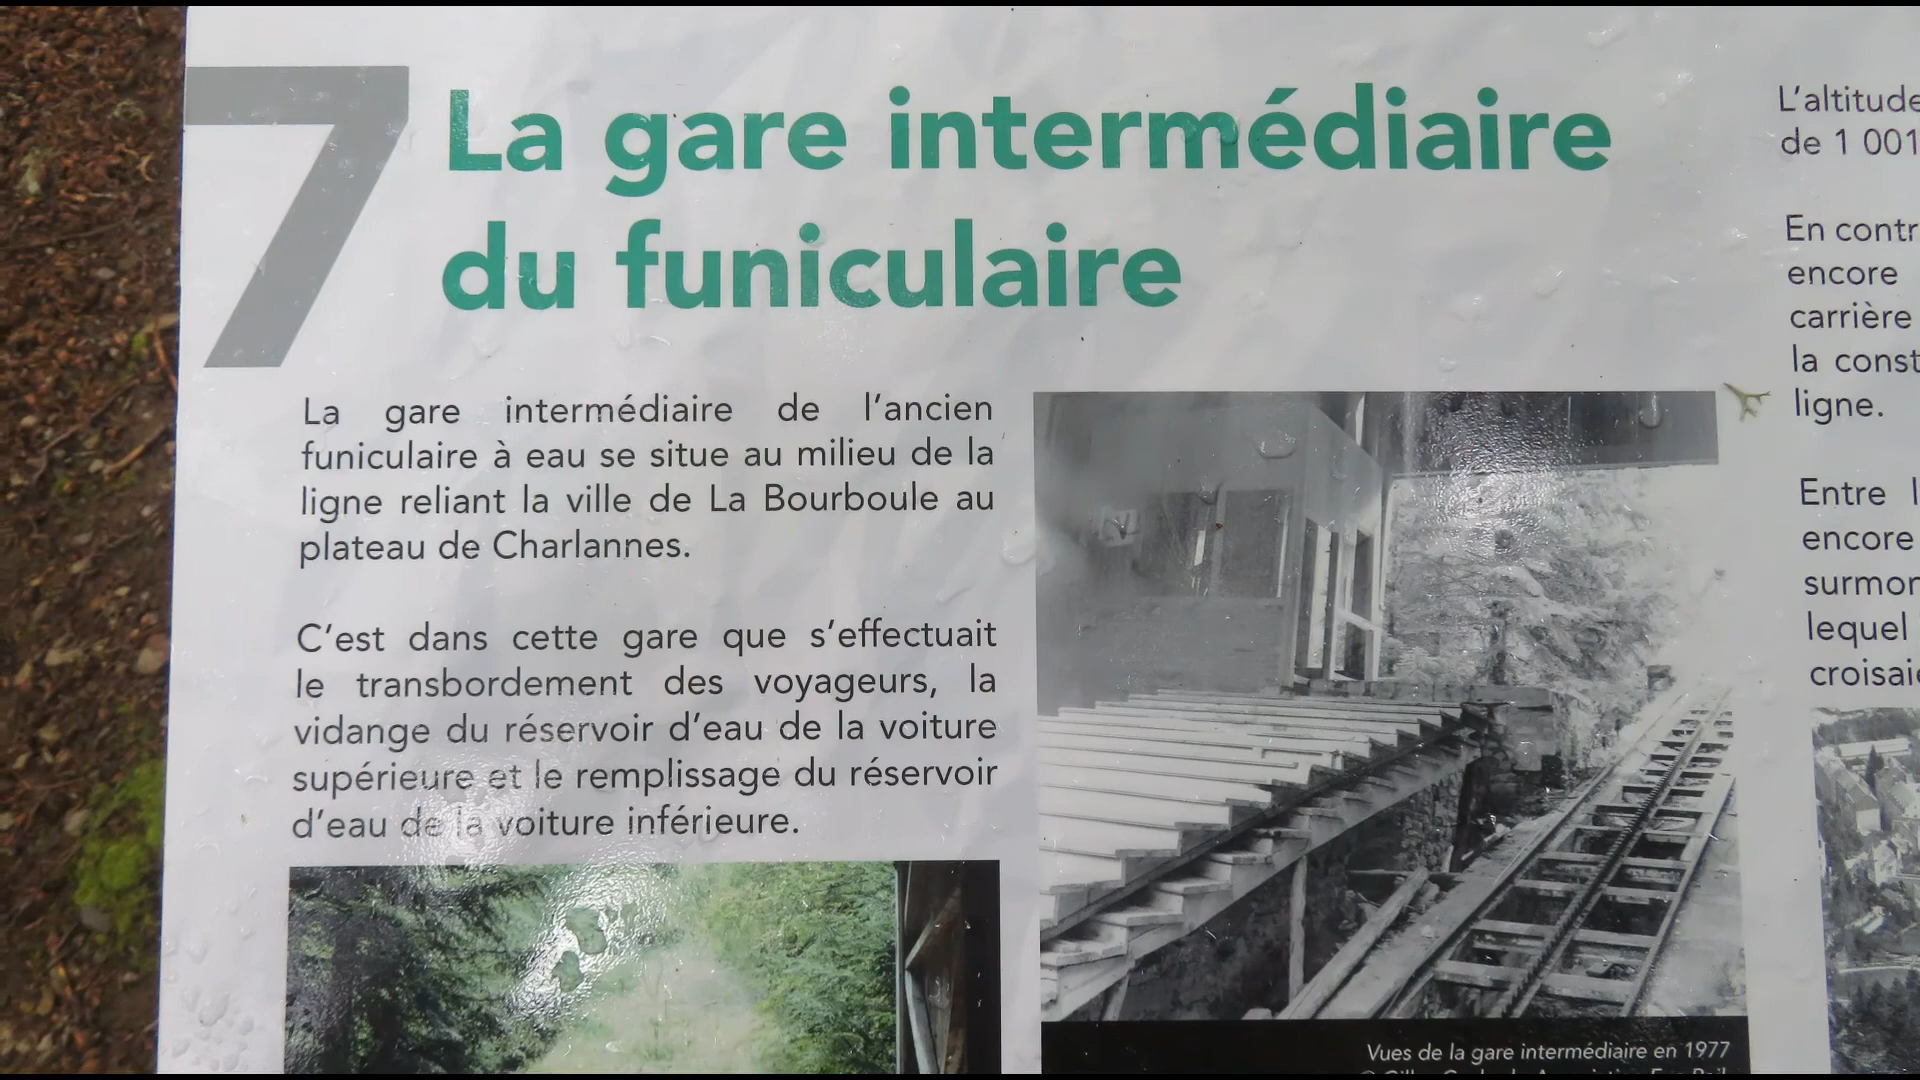 7
La gare intermédiaire
du funiculaire
La gare intermédiaire de l'ancien
funiculaire à eau se situe au milieu de la
ligne reliant la ville de La Bourboule au
plateau de Charlannes.
C'est dans cette gare que s'effectuait
le transbordement des voyageurs, la
vidange du réservoir d'eau de la voiture
supérieure et le remplissage du réservoir
d'eau de la voiture inférieure.
Vues de la gare intermédiaire en 1977
L'altitude
de 1 001
En contr
encore
carrière
la const
ligne.
Entre l
encore
surmon
lequel
croisaie